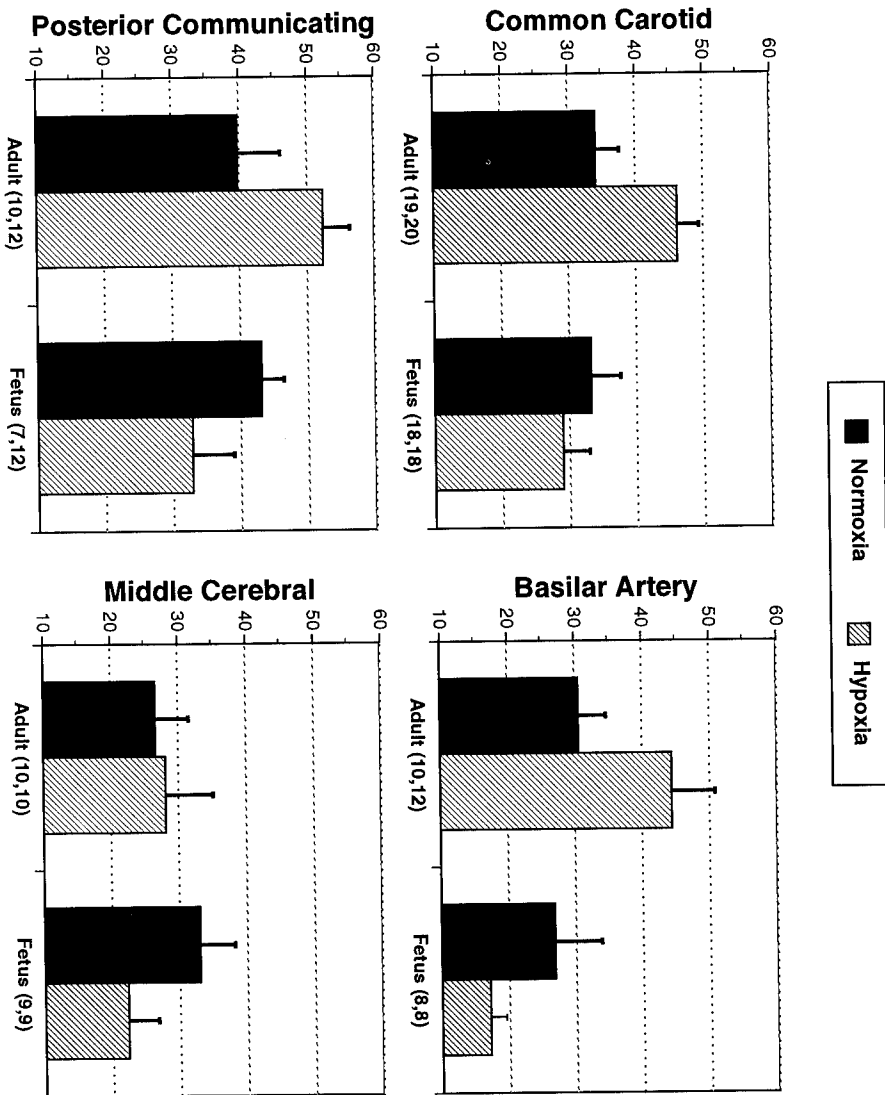 Normoxia Hypoxia
Common Carotid
60
50
40
30
20
10
Adult (19,20) Fetus (18,18)
Basilar Artery
60
50
40
30
20
10
Adult (10,12) Fetus (8,8)
Posterior Communicating
60
50
40
30
20
10
Adult (10,12) Fetus (7,12)
Middle Cerebral
60
50
40
30
20
10
Adult (10,10) Fetus (9,9)